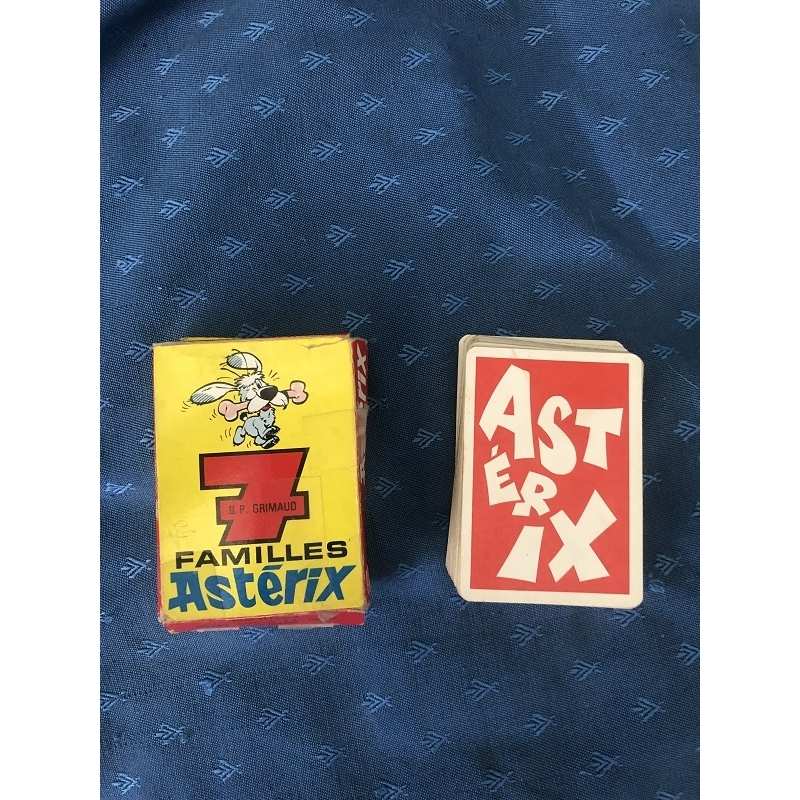 7
B. P. GRIMAUD
FAMILLES
Astérix
AST
ÉR
IX